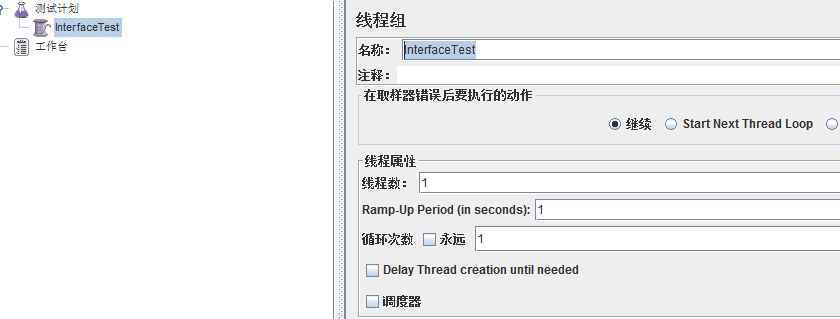 测试计划
InterfaceTest
工作台
线程组
名称： InterfaceTest
注释：
在取样器错误后要执行的动作
继续 Start Next Thread Loop
线程属性
线程数： 1
Ramp-Up Period (in seconds): 1
循环次数 永远 1
Delay Thread creation until needed
调度器